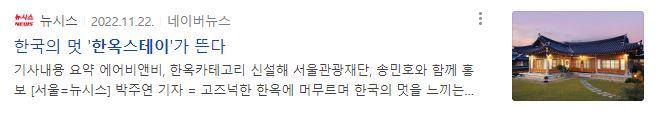 뉴시스 NEWS 뉴시스 2022.11.22. 네이버뉴스
한국의 멋 '한옥스테이'가 뜬다
기사내용 요약 에어비앤비, 한옥카테고리 신설해 서울관광재단, 송민호와 함께 홍
보 [서울=뉴시스] 박주연 기자 = 고즈넉한 한옥에 머무르며 한국의 멋을 느끼는...